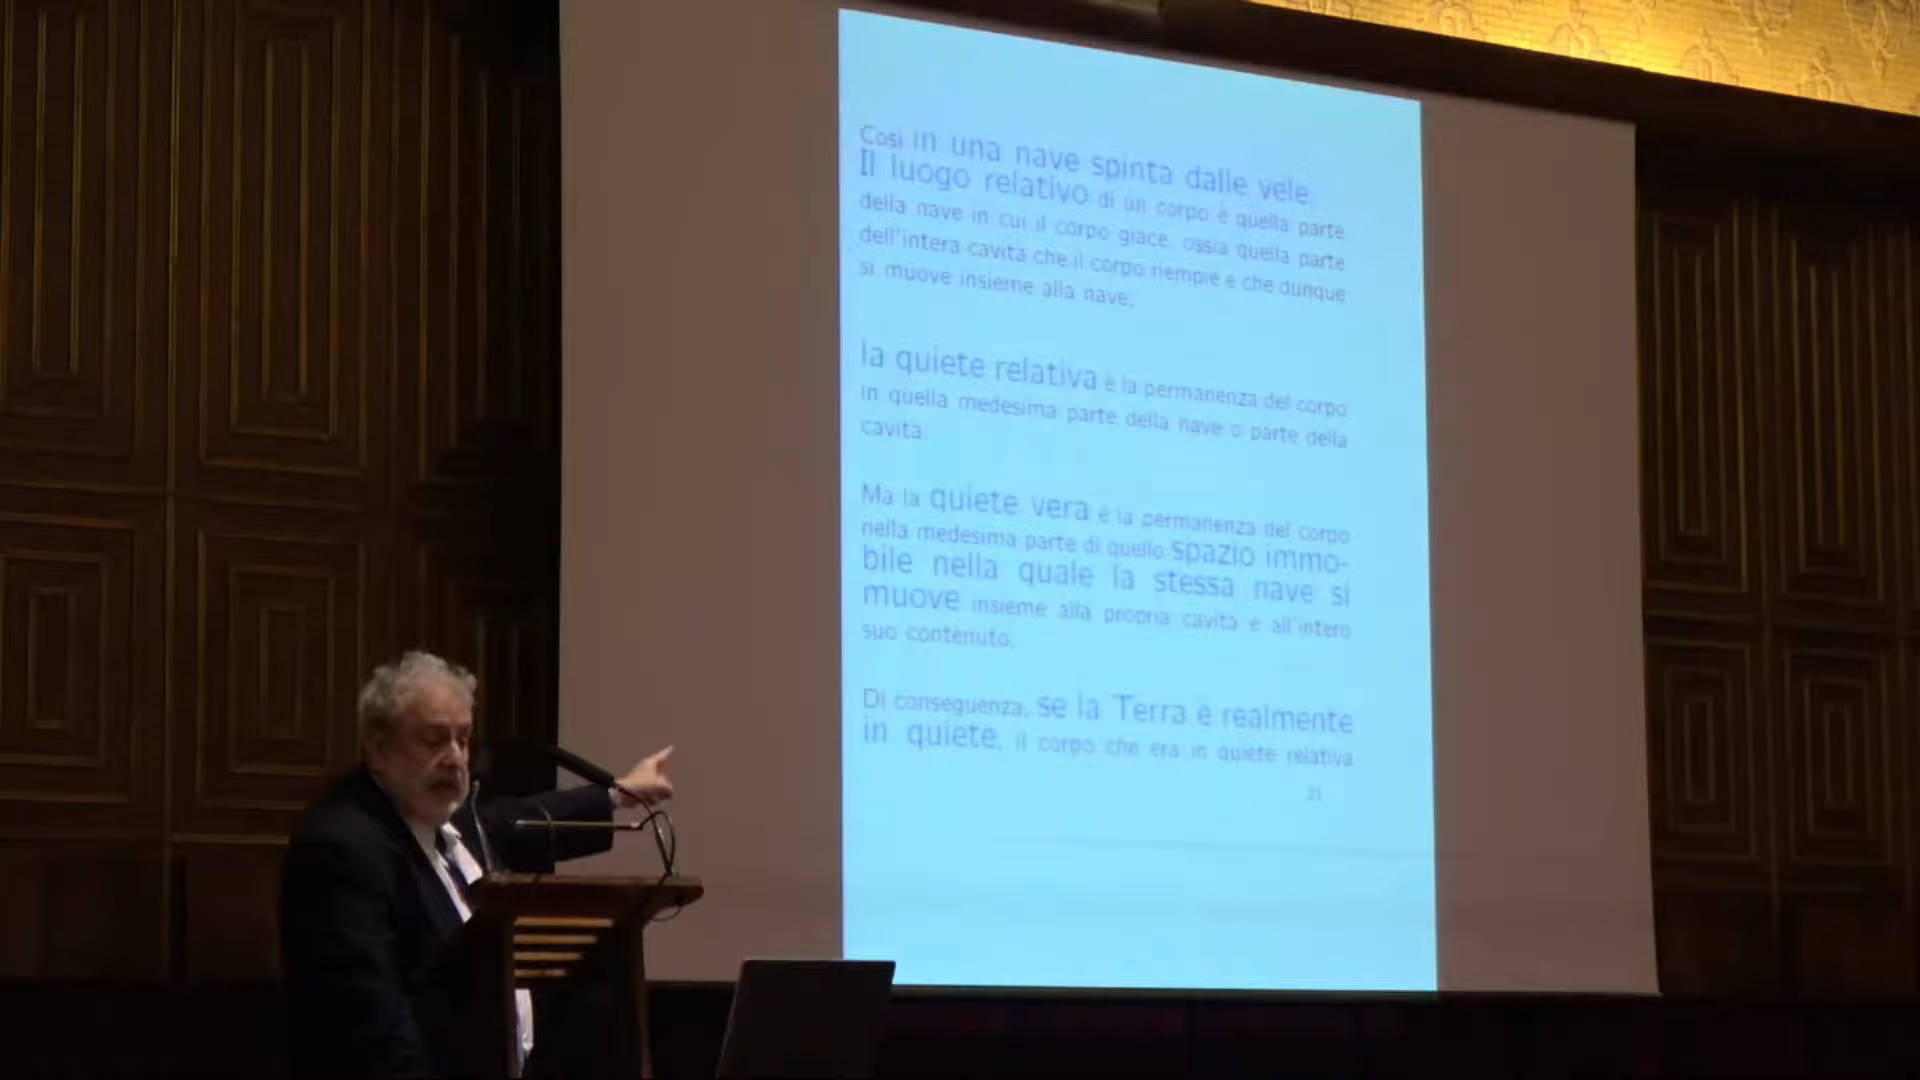 Così in una nave spinta dalle vele,
Il luogo relativo di un corpo è quella parte
della nave in cui il corpo giace, ossia quella parte
dell'intera cavità che il corpo riempie e che dunque
si muove insieme alla nave;
la quiete relativa è la permanenza del corpo
in quella medesima parte della nave o parte della
cavità.
Ma la quiete vera è la permanenza del corpo
nella medesima parte di quello spazio immo-
bile nella quale la stessa nave si
muove insieme alla propria cavità e all'intero
suo contenuto.
Di conseguenza, se la Terra è realmente
in quiete, il corpo che era in quiete relativa
21